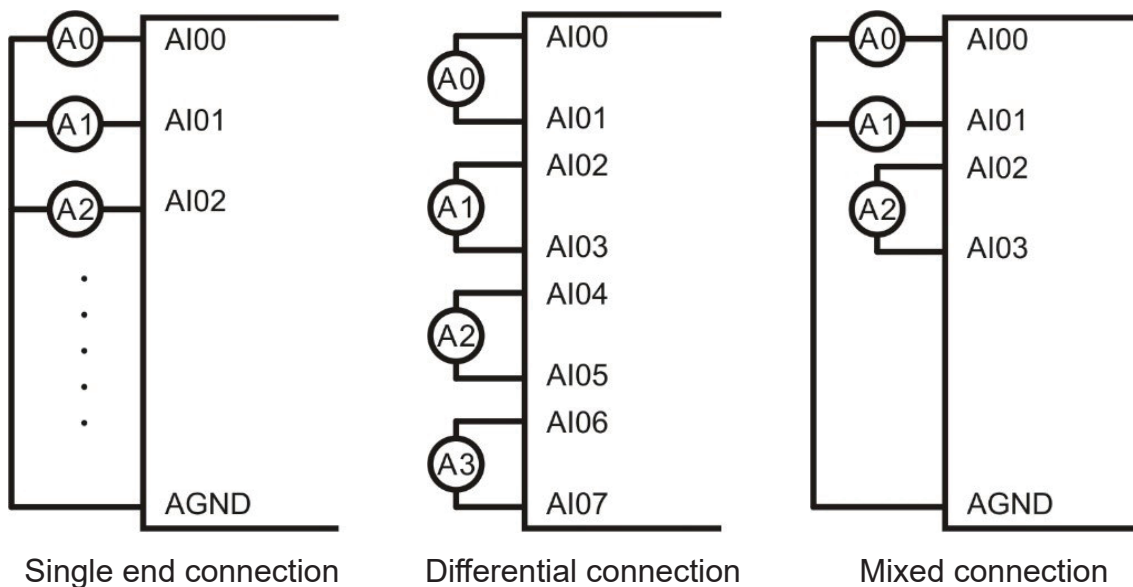 A0 AI00
A1 AI01
A2 AI02
AGND
Single end connection
AI00
A0
AI01
AI02
A1
AI03
AI04
A2
AI05
AI06
A3
AI07
Differential connection
A0 AI00
A1 AI01
AI02
A2
AI03
AGND
Mixed connection